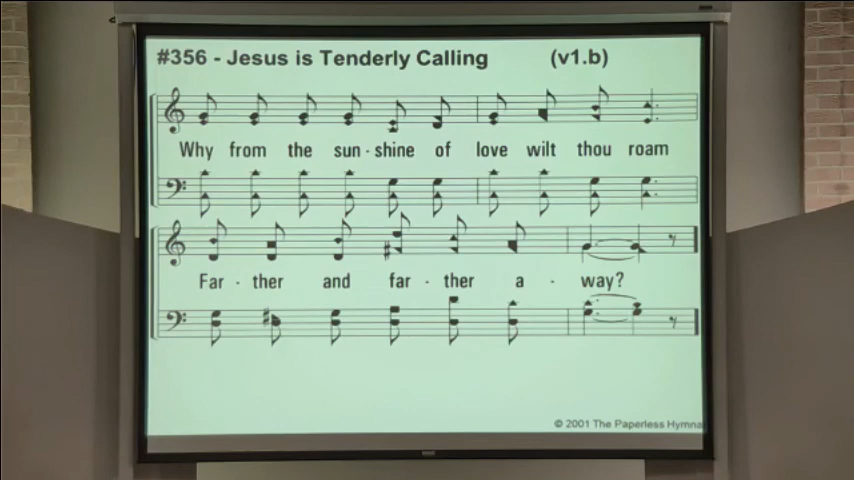 #356 - Jesus is Tenderly Calling (v1.b)
Why from the sun - shine of love wilt thou roam
Far - ther and far - ther a - way?
© 2001 The Paperless Hymna